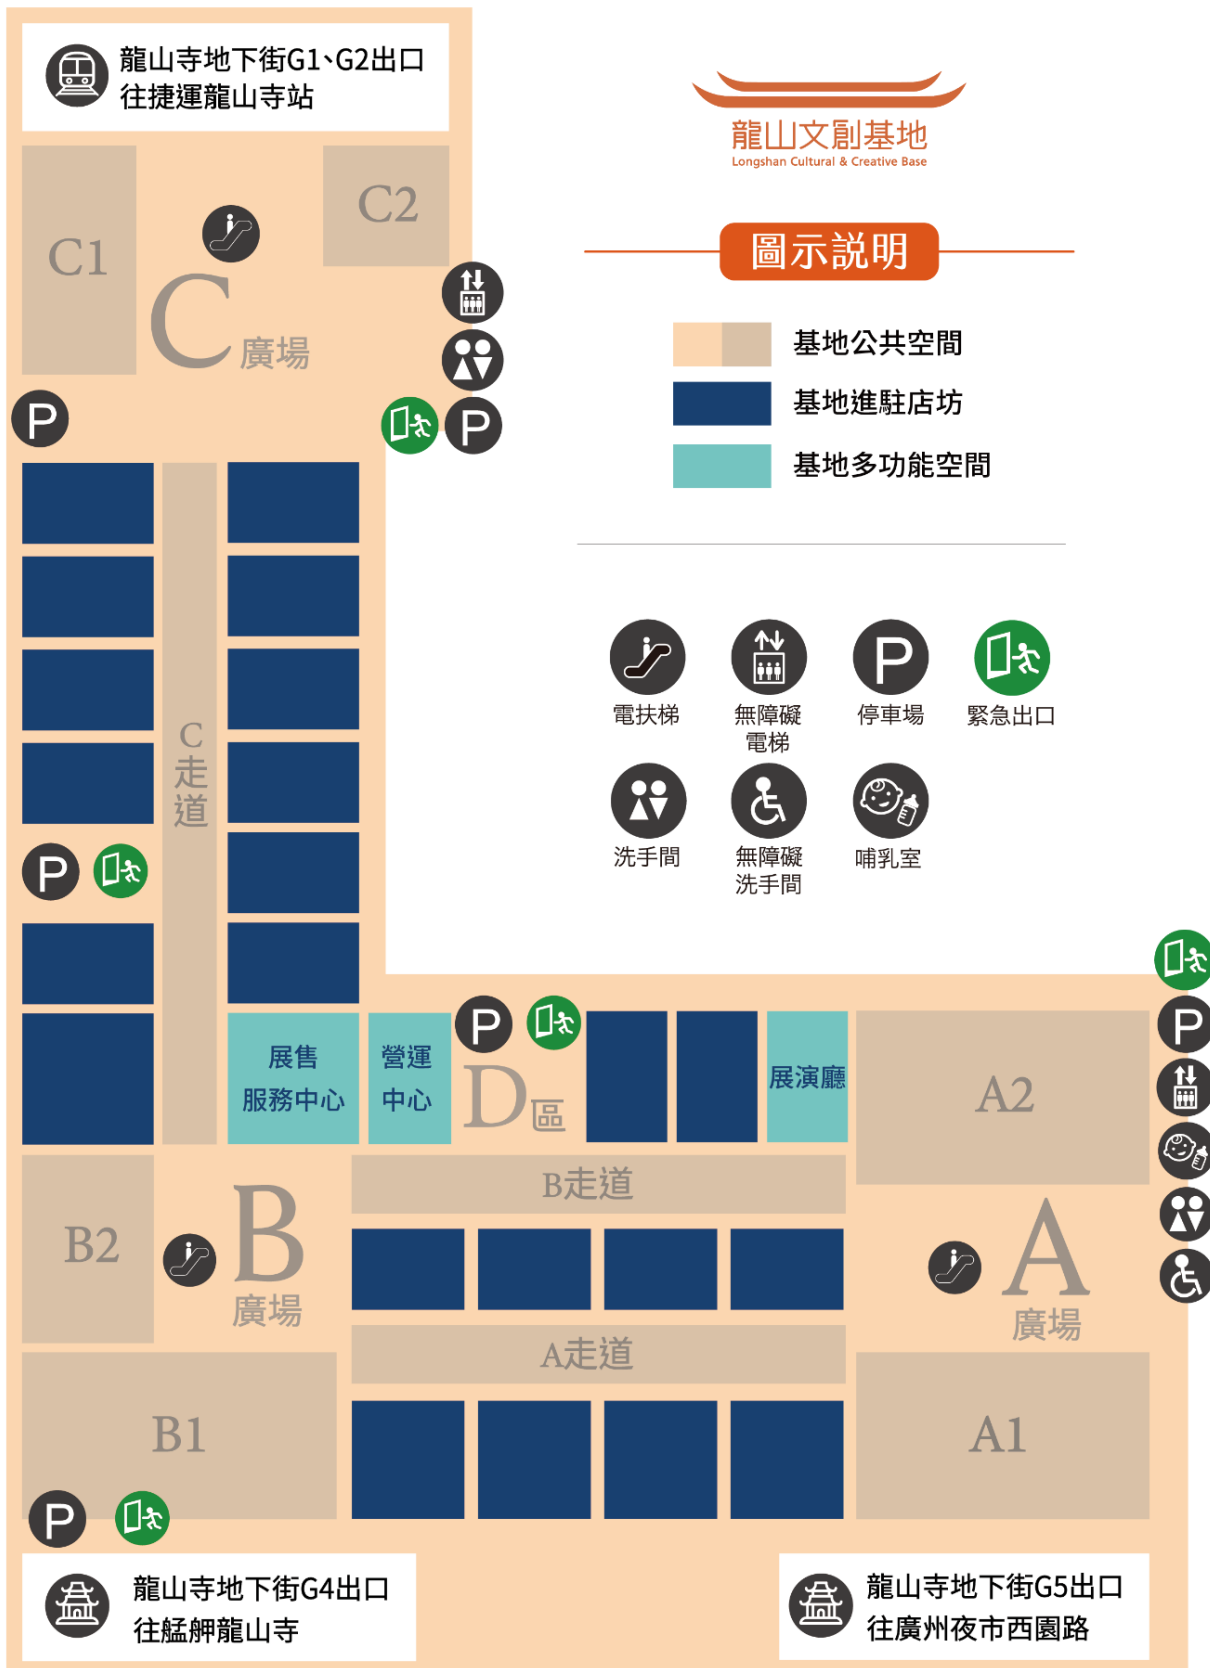 龍山寺地下街G1、G2出口
往捷運龍山寺站
龍山文創基地
Longshan Cultural & Creative Base
圖示説明
基地公共空間
基地進駐店坊
基地多功能空間
電扶梯
無障礙
電梯
P
停車場
緊急出口
洗手間
無障礙
洗手間
哺乳室
C1
C2
C
廣場
P
P
C
走道
P
展售
服務中心
營運
中心
P
D區
展演廳
A2
P
B走道
B2
B
廣場
A
廣場
A走道
B1
A1
P
龍山寺地下街G4出口
往艋舺龍山寺
龍山寺地下街G5出口
往廣州夜市西園路